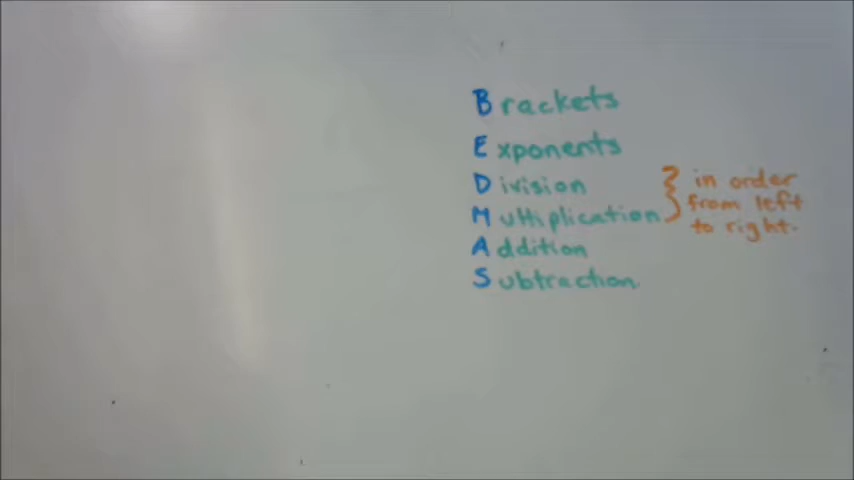 Brackets
Exponents
Division
Multiplication
Addition
Subtraction.
in order
from left
to right.